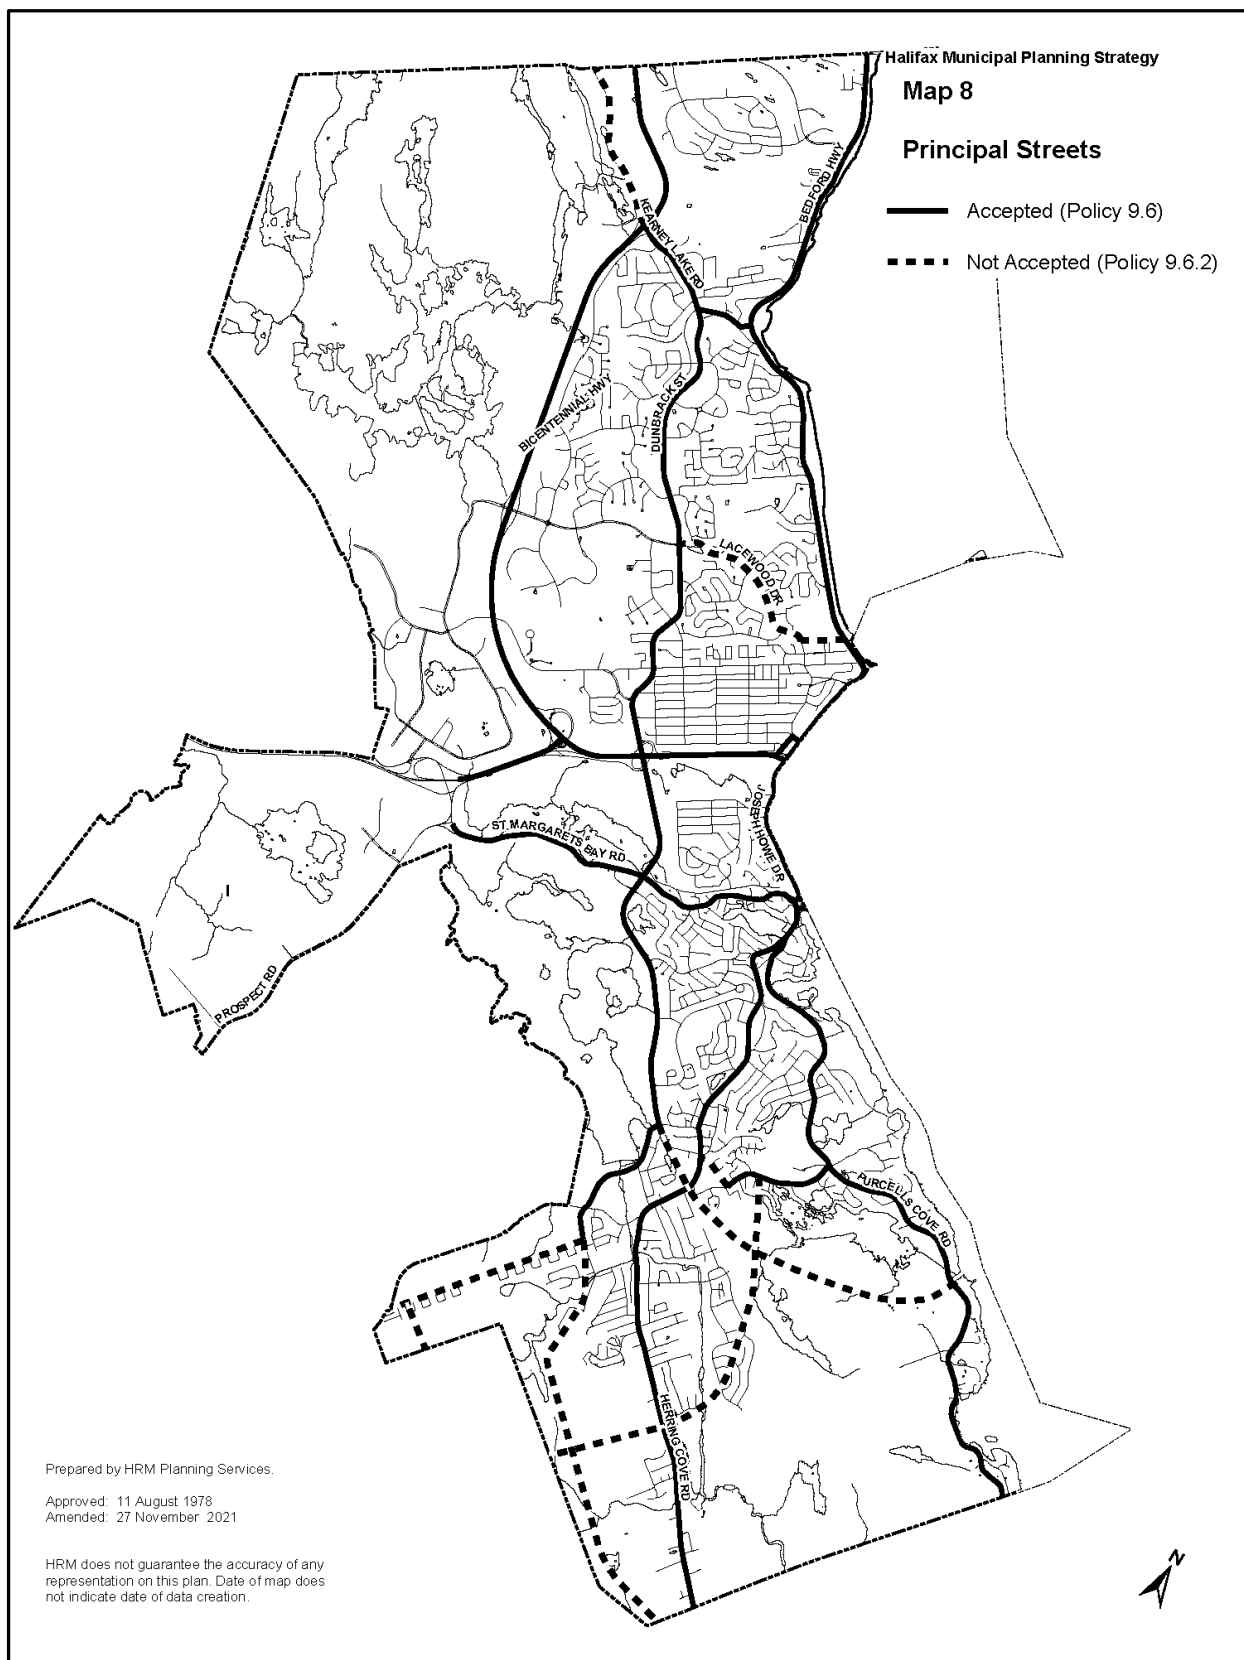 Halifax Municipal Planning Strategy
Map 8
Principal Streets
Accepted (Policy 9.6)
Not Accepted (Policy 9.6.2)
BEDFORD HWY
KEARNEY LAKE RD
BICENTENNIAL HWY
DUNBRACK ST
LACEWOOD DR
JOSEPH HOWE DR
ST MARGARETS BAY RD
PROSPECT RD
PURCELLS COVE RD
HERRING COVE RD
Prepared by HRM Planning Services.
Approved: 11 August 1978
Amended: 27 November 2021
HRM does not guarantee the accuracy of any
representation on this plan. Date of map does
not indicate date of data creation.
N